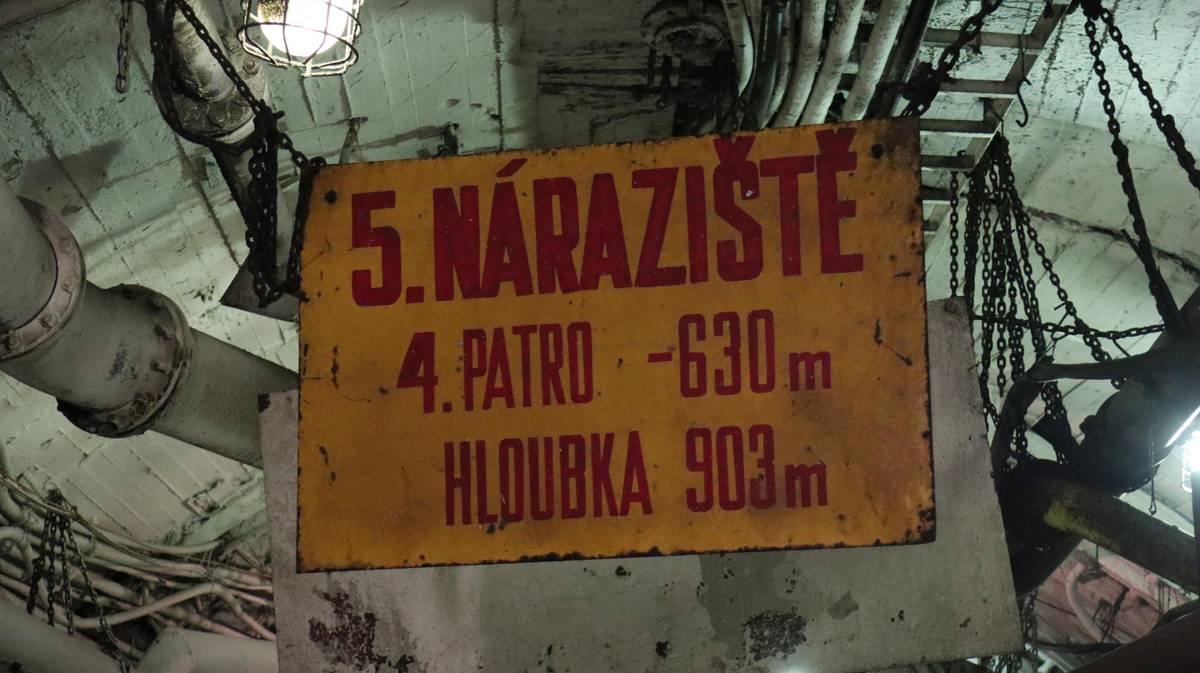 5. NÁRAZIŠTĚ
4. PATRO -630 m
HLOUBKA 903 m